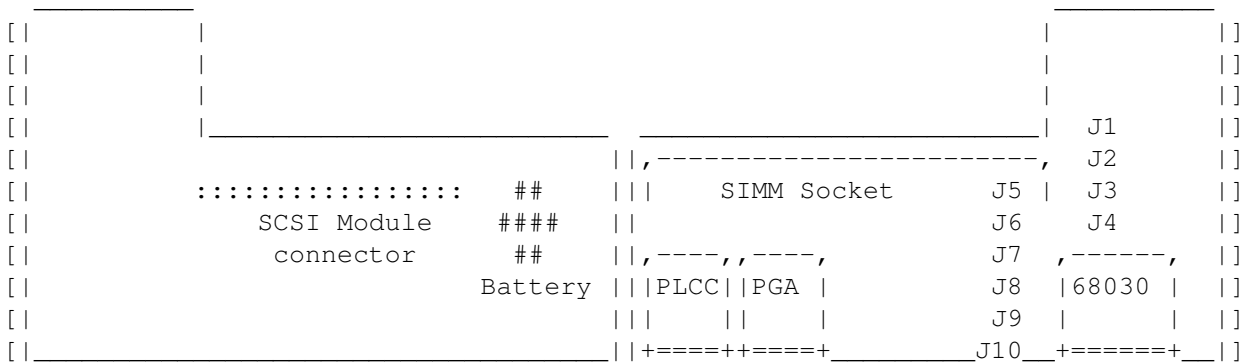 J1
J2
SIMM Socket J5 J3
SCSI Module #### J6 J4
connector ## J7
Battery PLCC PGA J8 68030
J9
J10